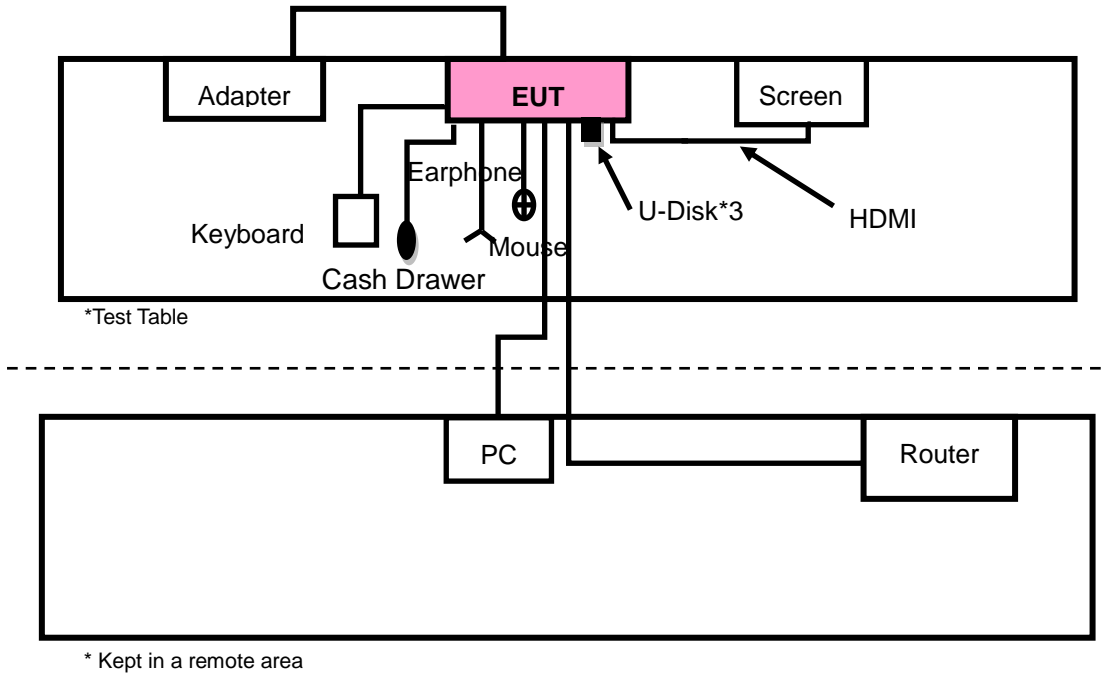 Adapter
EUT
Screen
Earphone
U-Disk*3
HDMI
Keyboard
Mouse
Cash Drawer
*Test Table
PC
Router
* Kept in a remote area